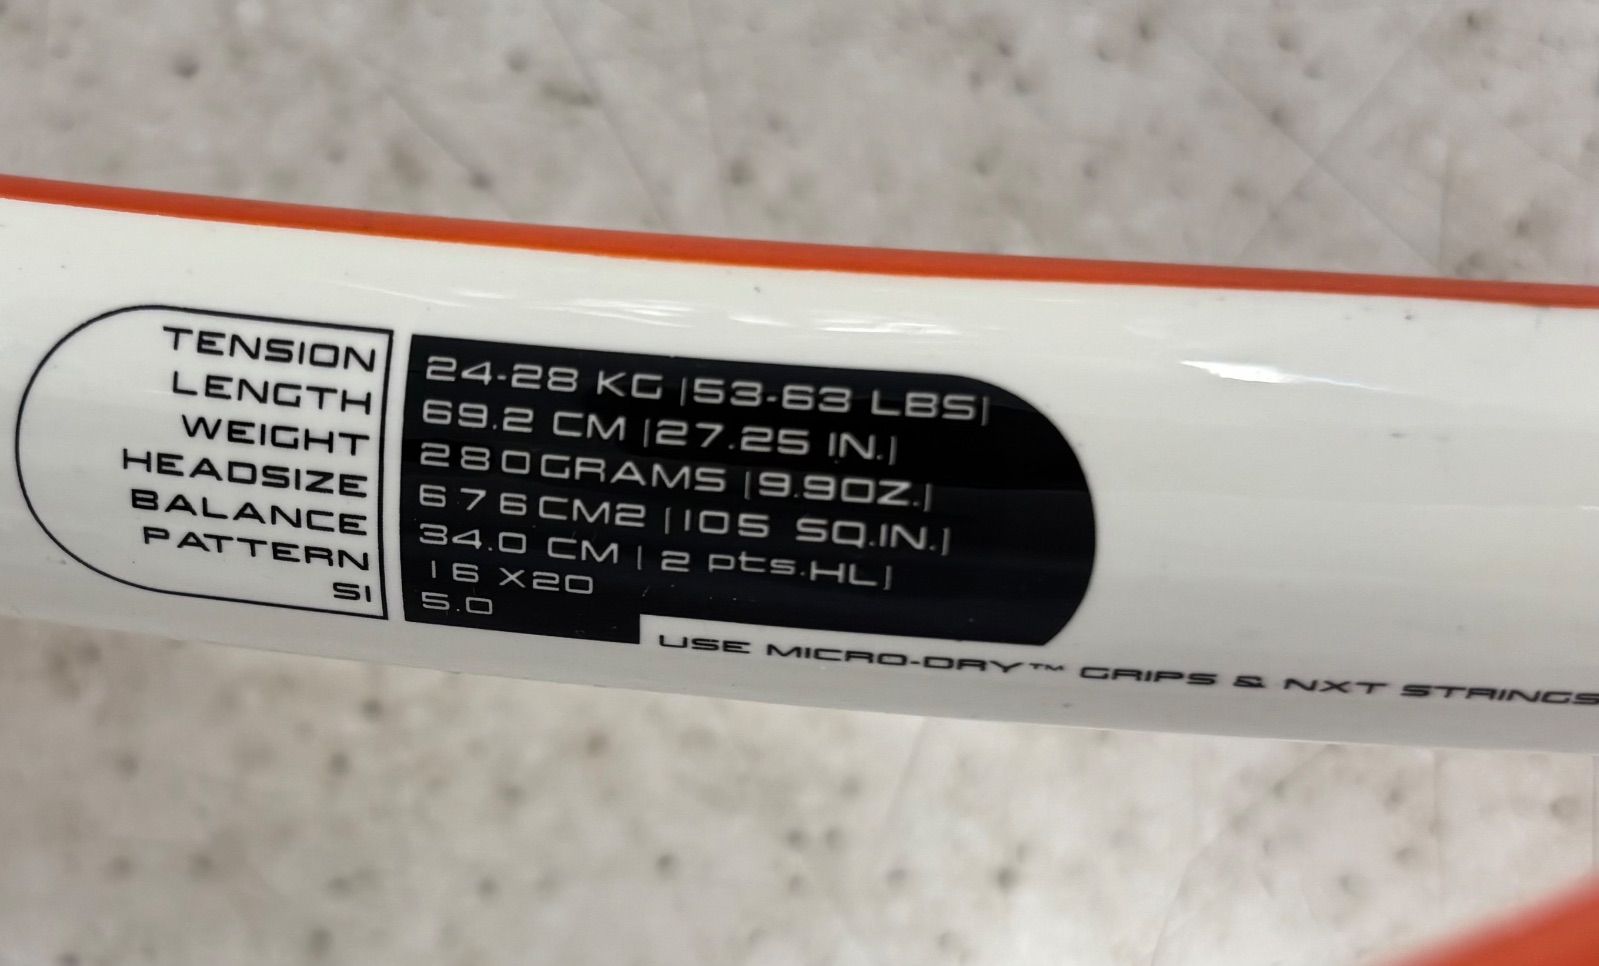 TENSION 24-28 KG |53-63 LBS|
LENGTH 69.2 CM |27.25 IN.|
WEIGHT 280GRAMS |9.9OZ.|
HEADSIZE 676CM2 |105 SQ.IN.|
BALANCE 34.0 CM | 2 pts.HL|
PATTERN 16 X20
SI 5.0
USE MICRO-DRY™ GRIPS & NXT STRINGS